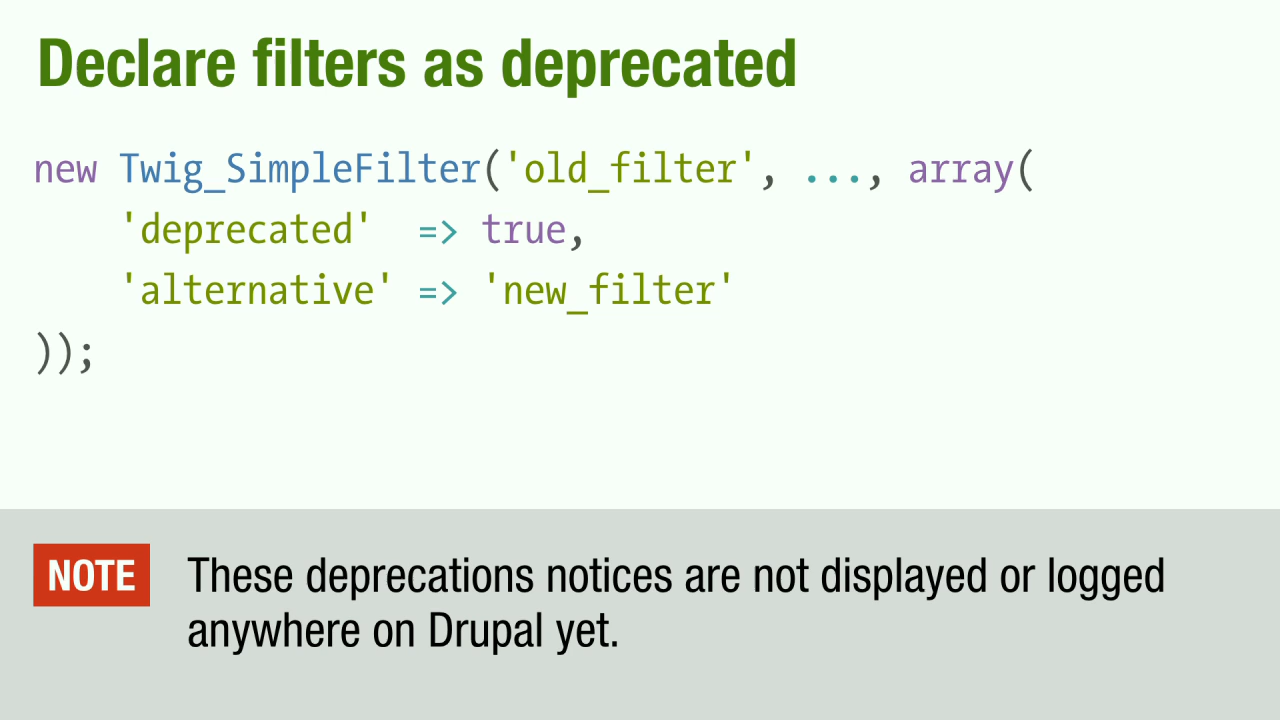 Declare filters as deprecated
new Twig_SimpleFilter('old_filter', ..., array(
    'deprecated'  => true,
    'alternative' => 'new_filter'
));
NOTE
These deprecations notices are not displayed or logged
anywhere on Drupal yet.